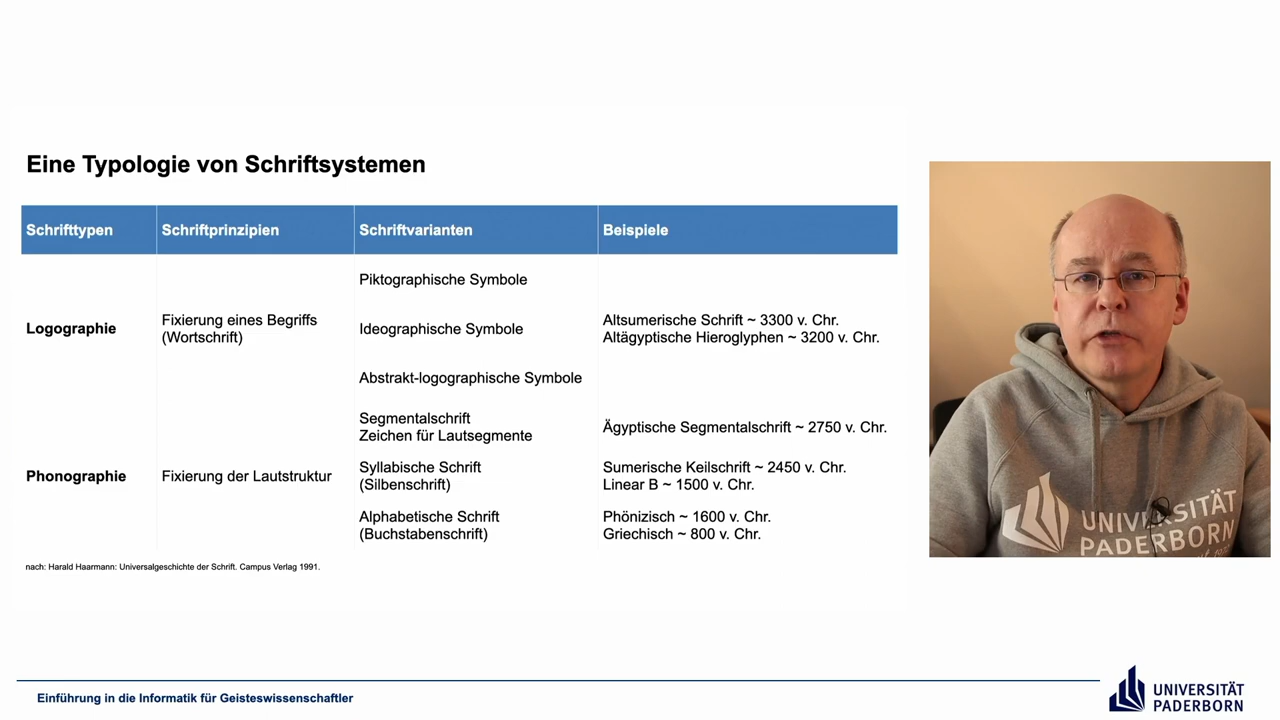 Eine Typologie von Schriftsystemen
Schrifttypen
Schriftprinzipien
Schriftvarianten
Beispiele
Logographie
Fixierung eines Begriffs
(Wortschrift)
Piktographische Symbole
Ideographische Symbole
Abstrakt-logographische Symbole
Altsumerische Schrift ~ 3300 v. Chr.
Altägyptische Hieroglyphen ~ 3200 v. Chr.
Phonographie
Fixierung der Lautstruktur
Segmentalschrift
Zeichen für Lautsegmente
Ägyptische Segmentalschrift ~ 2750 v. Chr.
Syllabische Schrift
(Silbenschrift)
Sumerische Keilschrift ~ 2450 v. Chr.
Linear B ~ 1500 v. Chr.
Alphabetische Schrift
(Buchstabenschrift)
Phönizisch ~ 1600 v. Chr.
Griechisch ~ 800 v. Chr.
nach: Harald Haarmann: Universalgeschichte der Schrift. Campus Verlag 1991.
UNIVERSITÄT
PADERBORN
Einführung in die Informatik für Geisteswissenschaftler
UNIVERSITÄT
PADERBORN